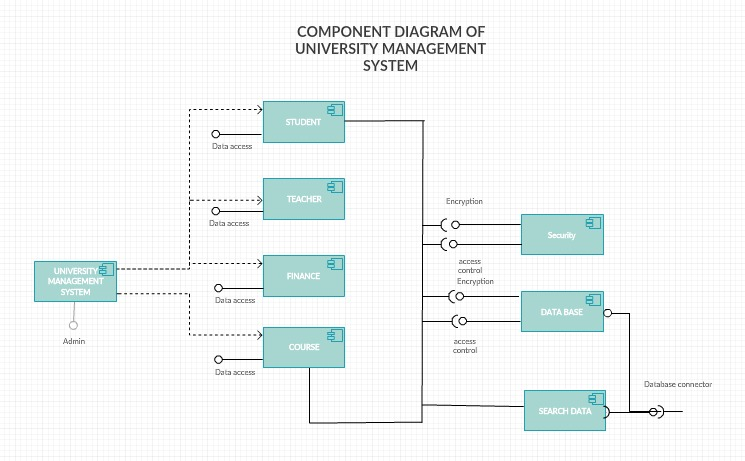 COMPONENT DIAGRAM OF
UNIVERSITY MANAGEMENT
SYSTEM
STUDENT
Data access
TEACHER
Data access
Encryption
Security
access
control
UNIVERSITY
MANAGEMENT
SYSTEM
FINANCE
Data access
Encryption
DATA BASE
Admin
COURSE
access
control
Data access
Database connector
SEARCH DATA